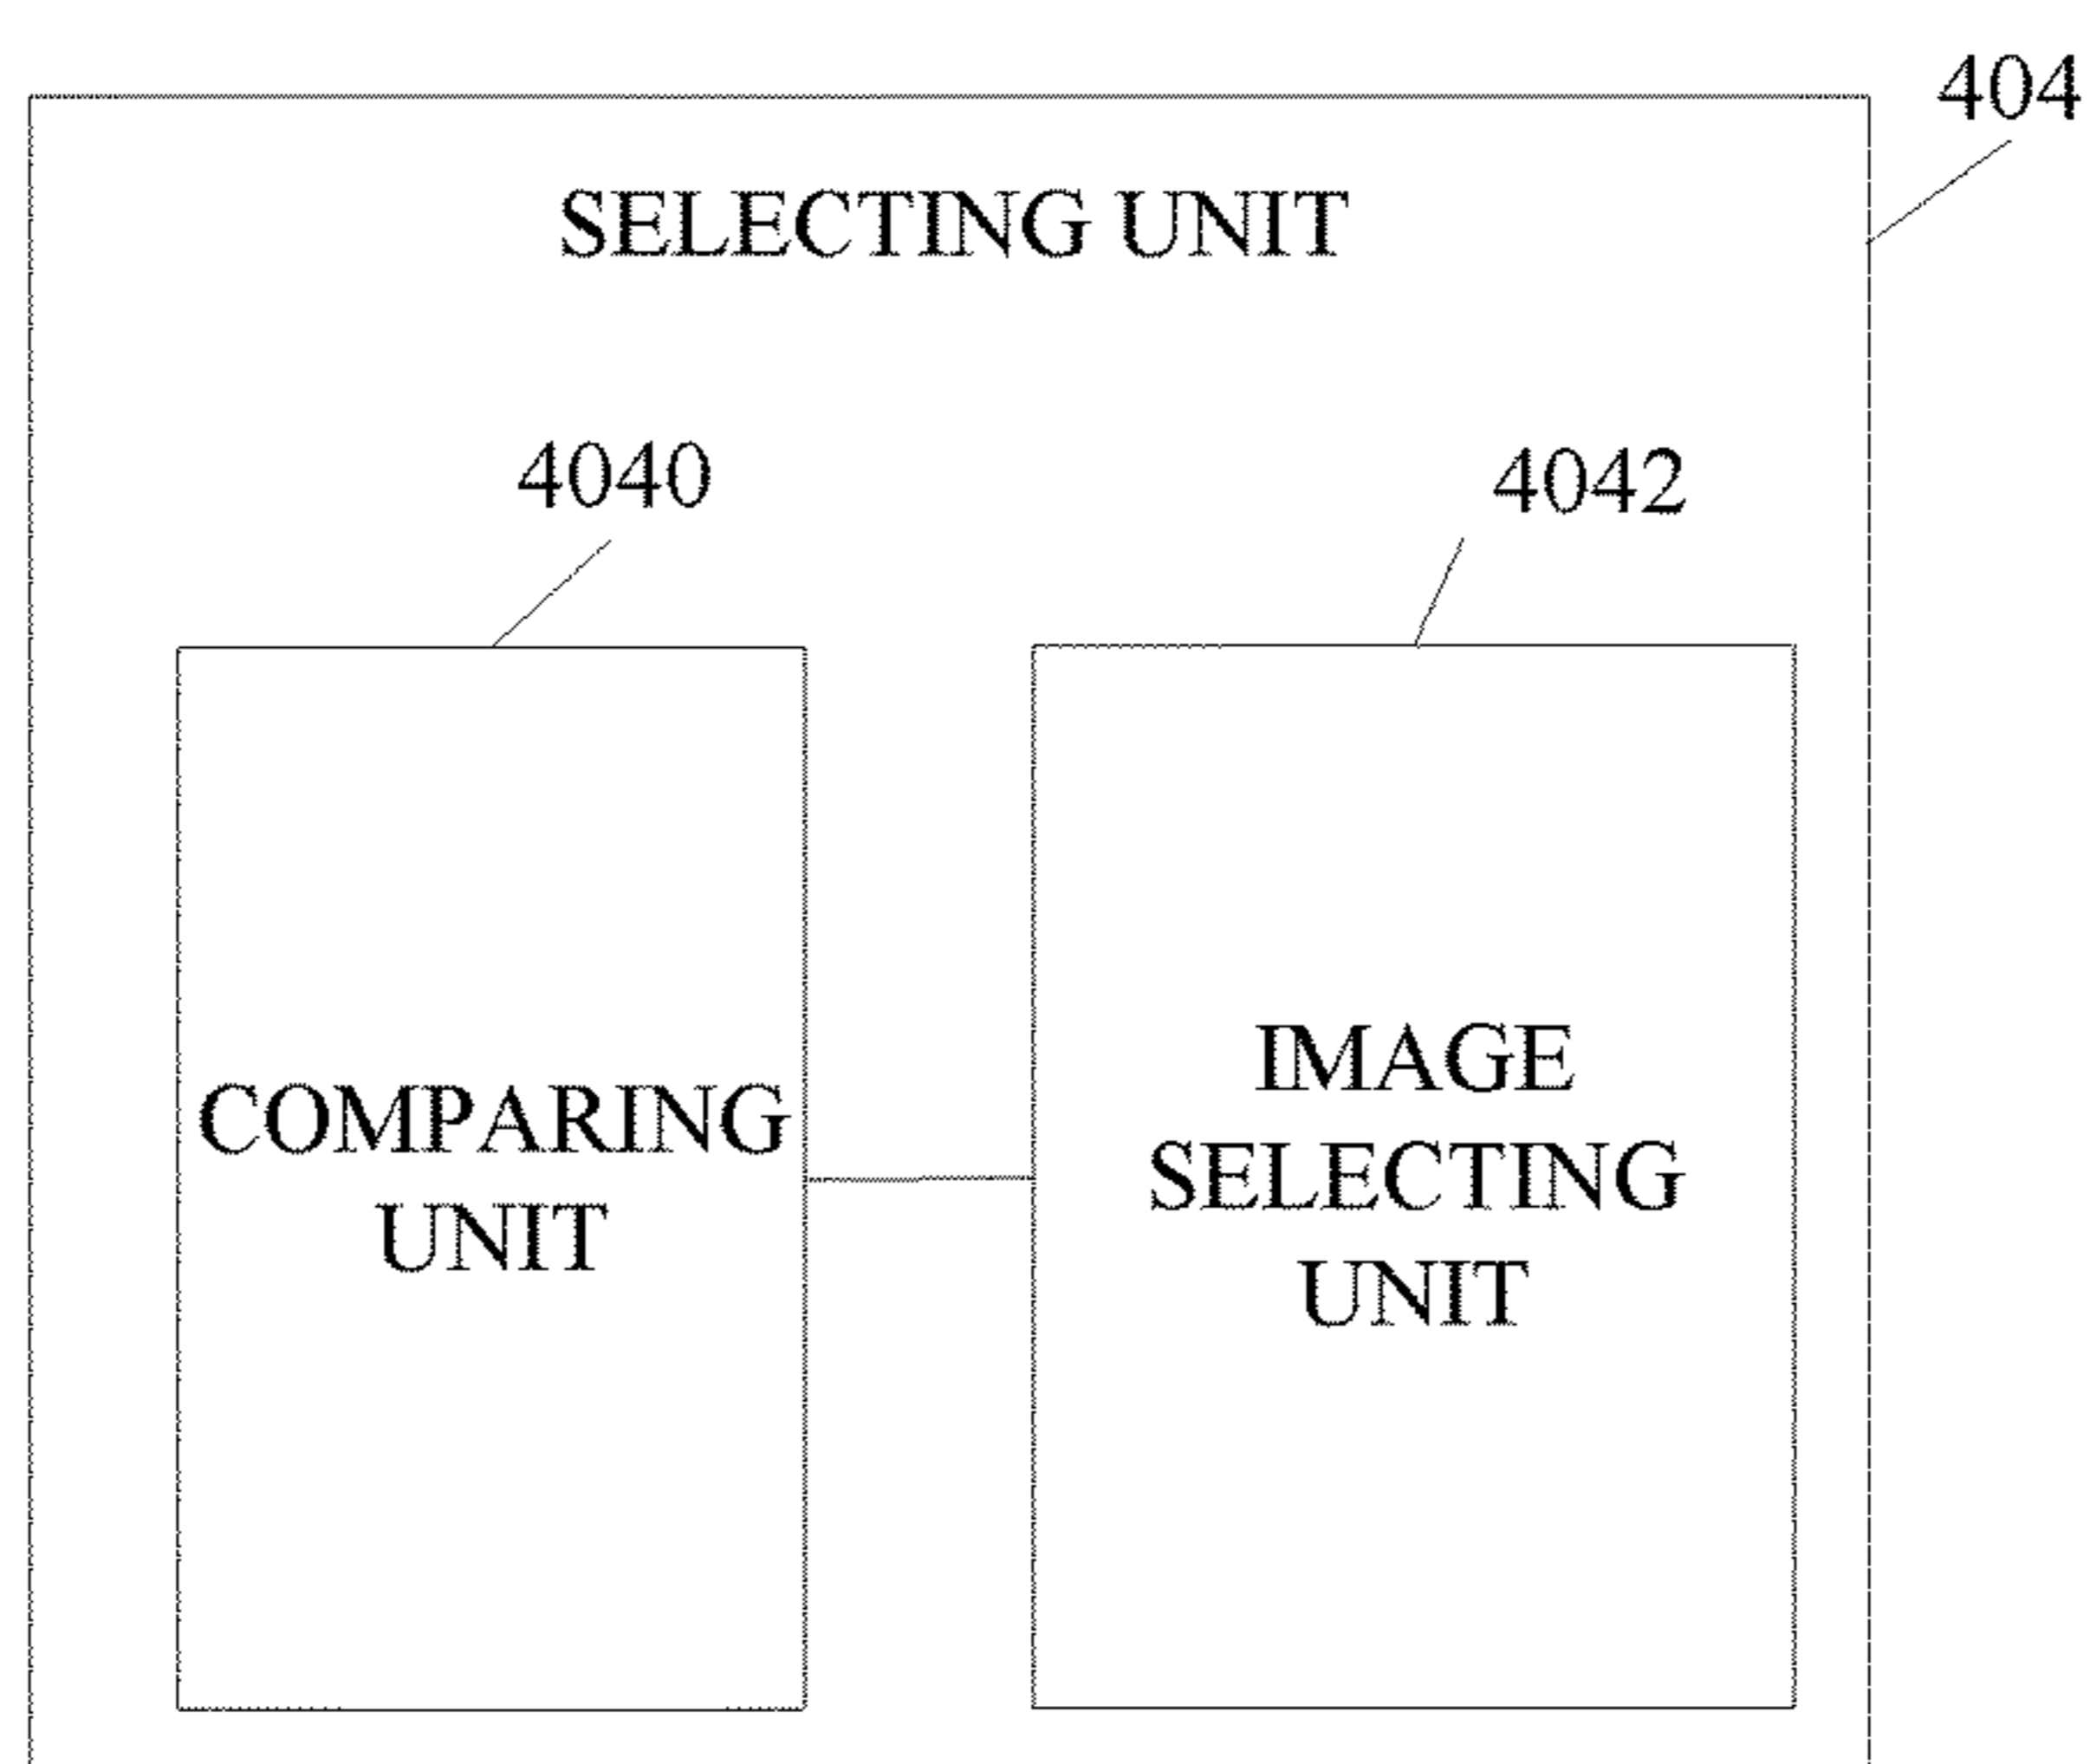 404
SELECTING UNIT
4040
4042
COMPARING
UNIT
IMAGE
SELECTING
UNIT